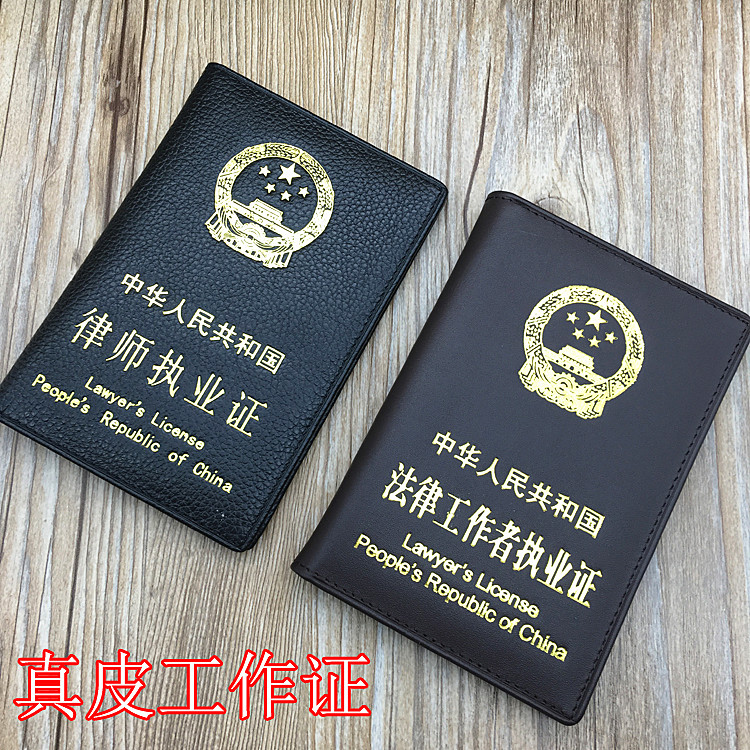 中华人民共和国
律师执业证
Lawyer's License
People's Republic of China
中华人民共和国
法律工作者执业证
Lawyer's License
People's Republic of China
真皮工作证